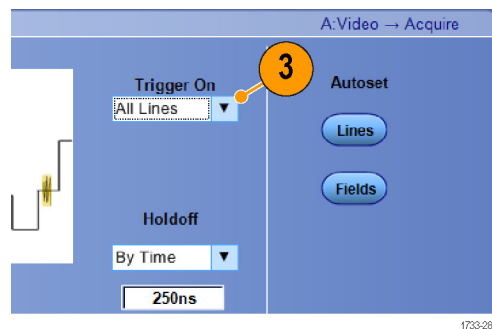 A:Video → Acquire
3
Trigger On
All Lines
Autoset
Lines
Fields
Holdoff
By Time
250ns
1733-28